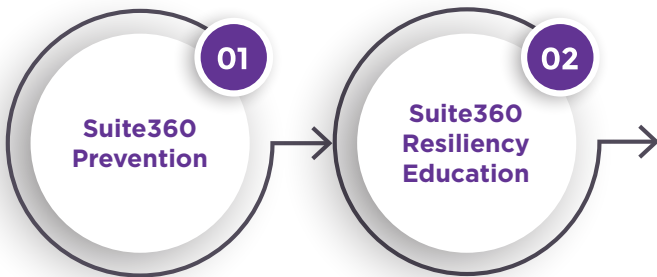 01
Suite360
Prevention
02
Suite360
Resiliency
Education